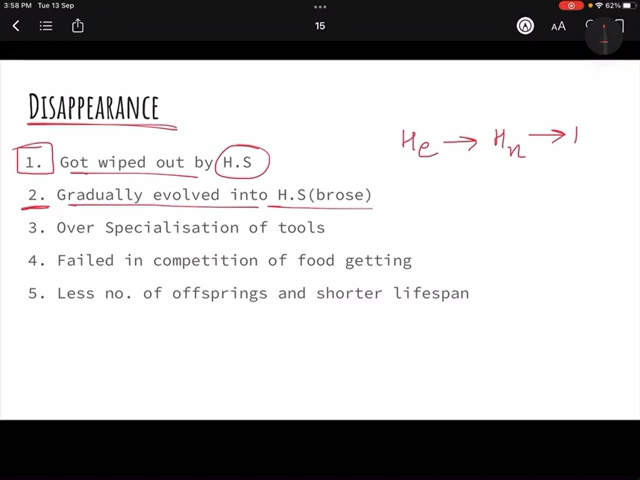 3:58 PM Tue 13 Sep
62%
AA
15
DISAPPEARANCE
He → Hn →
1. Got wiped out by H.S
2. Gradually evolved into H.S(brose)
3. Over Specialisation of tools
4. Failed in competition of food getting
5. Less no. of offsprings and shorter lifespan